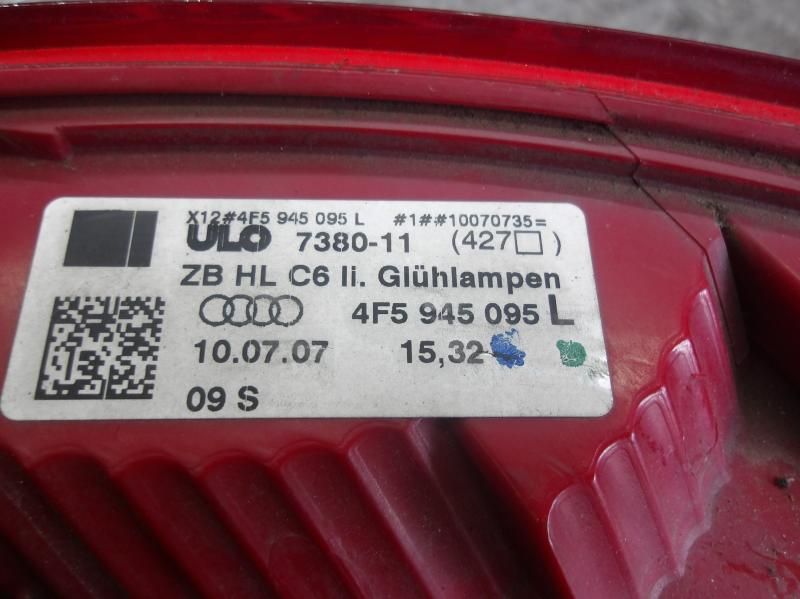 X12#4F5 945 095 L #1##10070735=
ULO 7380-11 (427□)
ZB HL C6 li. Glühlampen
4F5 945 095 L
10.07.07 15,32
09 S